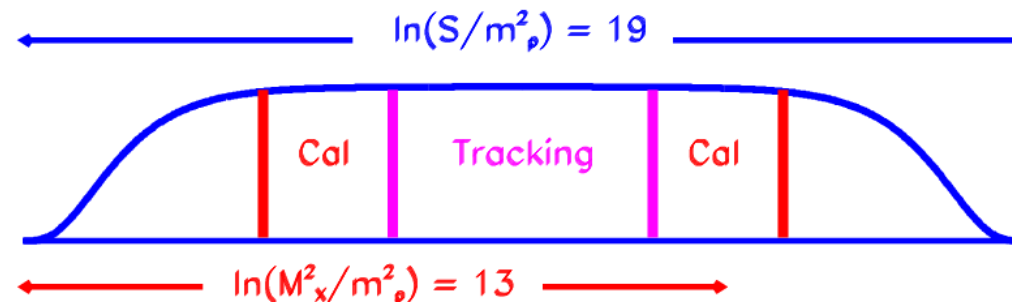 ln(S/m²ₚ) = 19
Cal Tracking Cal
ln(M²ₓ/m²ₚ) = 13